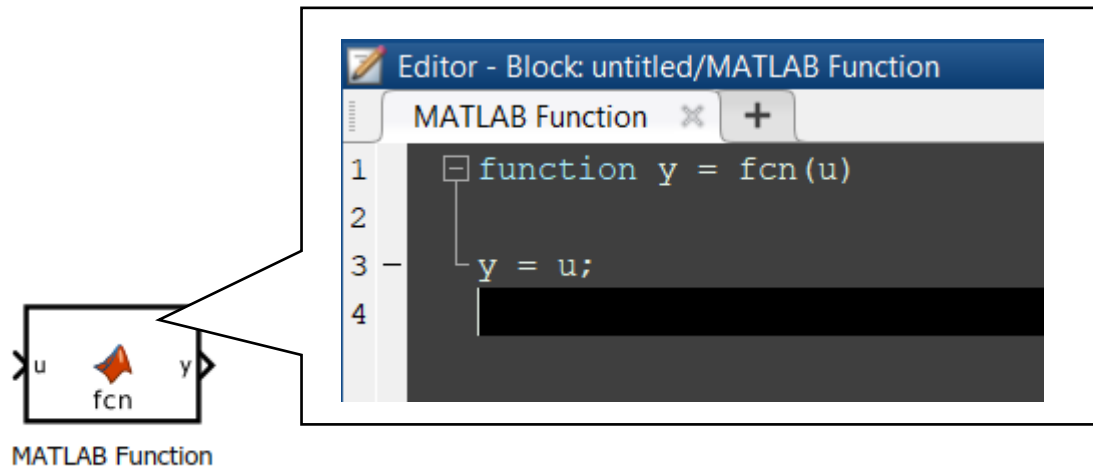 Editor - Block: untitled/MATLAB Function
MATLAB Function
1 function y = fcn(u)
2
3 y = u;
4
u y
fcn
MATLAB Function